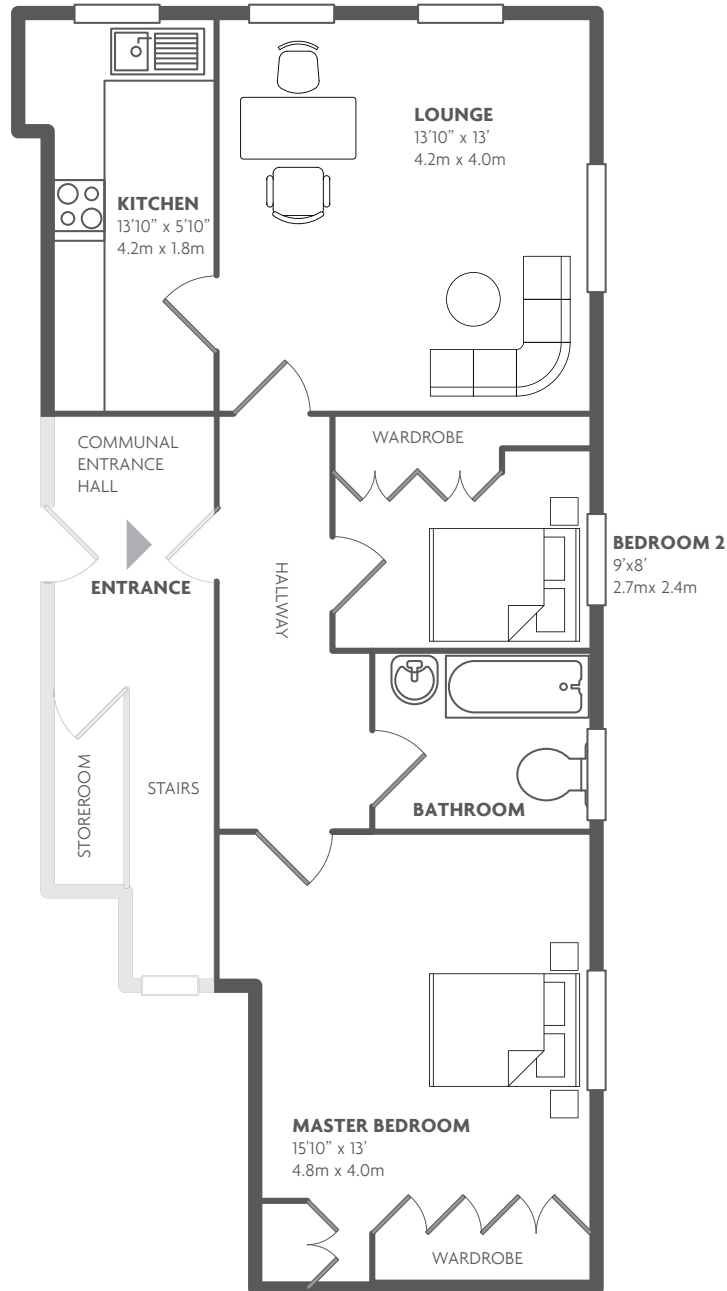 LOUNGE
13'10” x 13'
4.2m x 4.0m
KITCHEN
13'10” x 5'10”
4.2m x 1.8m
COMMUNAL
ENTRANCE
HALL
WARDROBE
BEDROOM 2
9'x8'
2.7mx 2.4m
ENTRANCE
HALLWAY
STOREROOM
STAIRS
BATHROOM
MASTER BEDROOM
15'10” x 13'
4.8m x 4.0m
WARDROBE